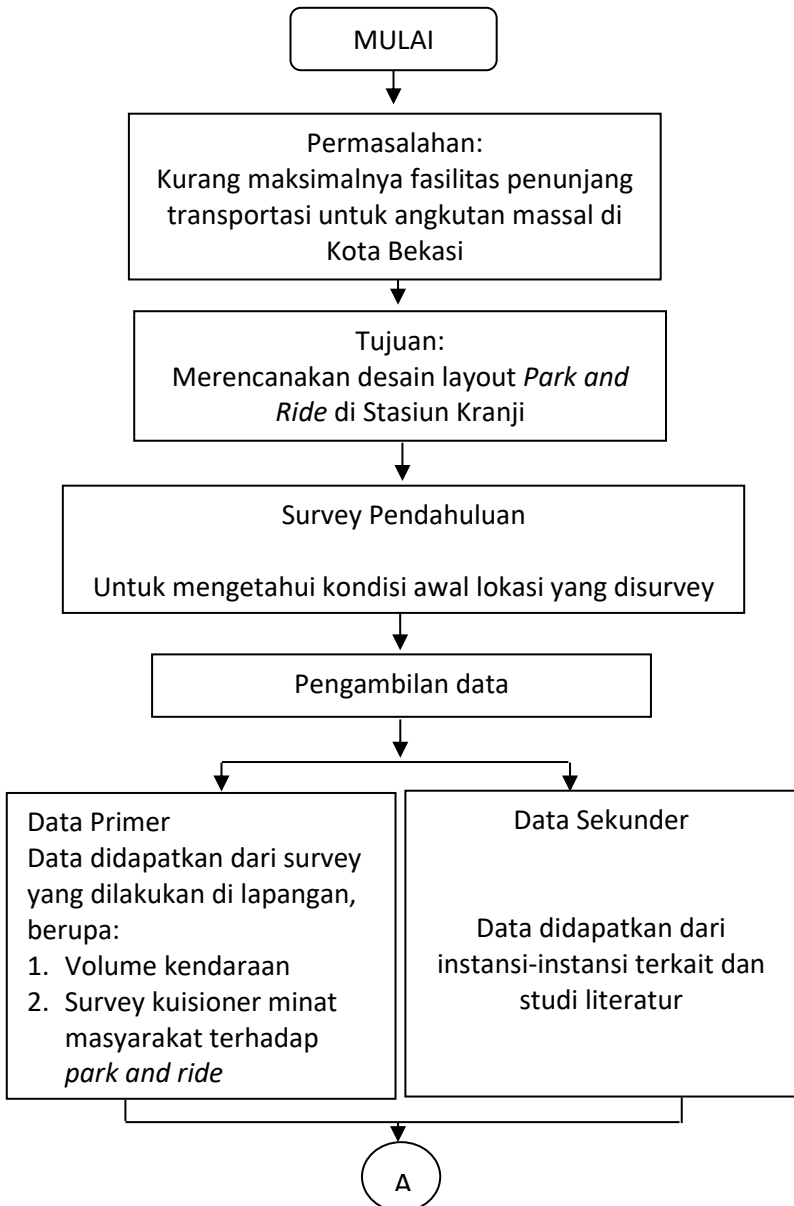 MULAI
Permasalahan:
Kurang maksimalnya fasilitas penunjang
transportasi untuk angkutan massal di
Kota Bekasi
Tujuan:
Merencanakan desain layout Park and
Ride di Stasiun Kranji
Survey Pendahuluan
Untuk mengetahui kondisi awal lokasi yang disurvey
Pengambilan data
Data Primer
Data didapatkan dari survey
yang dilakukan di lapangan,
berupa:
1. Volume kendaraan
2. Survey kuisioner minat
masyarakat terhadap
park and ride
Data Sekunder
Data didapatkan dari
instansi-instansi terkait dan
studi literatur
A